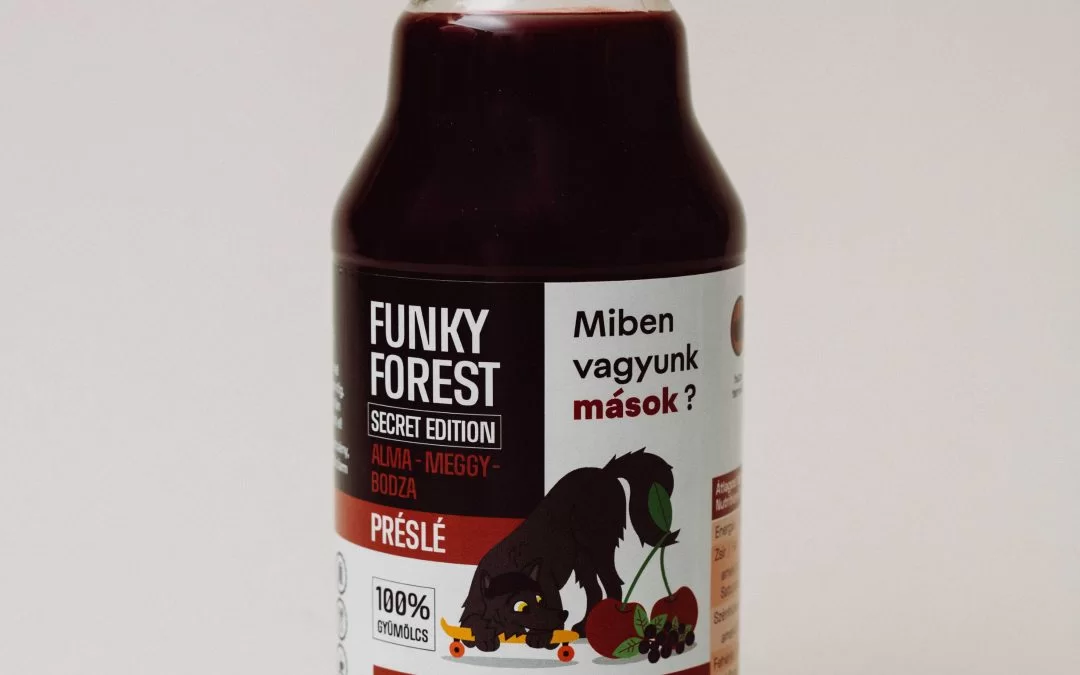 FUNKY
FOREST
SECRET EDITION
ALMA - MEGGY -
BODZA
PRÉSLÉ
100%
GYÜMÖLCS
Miben
vagyunk
mások?